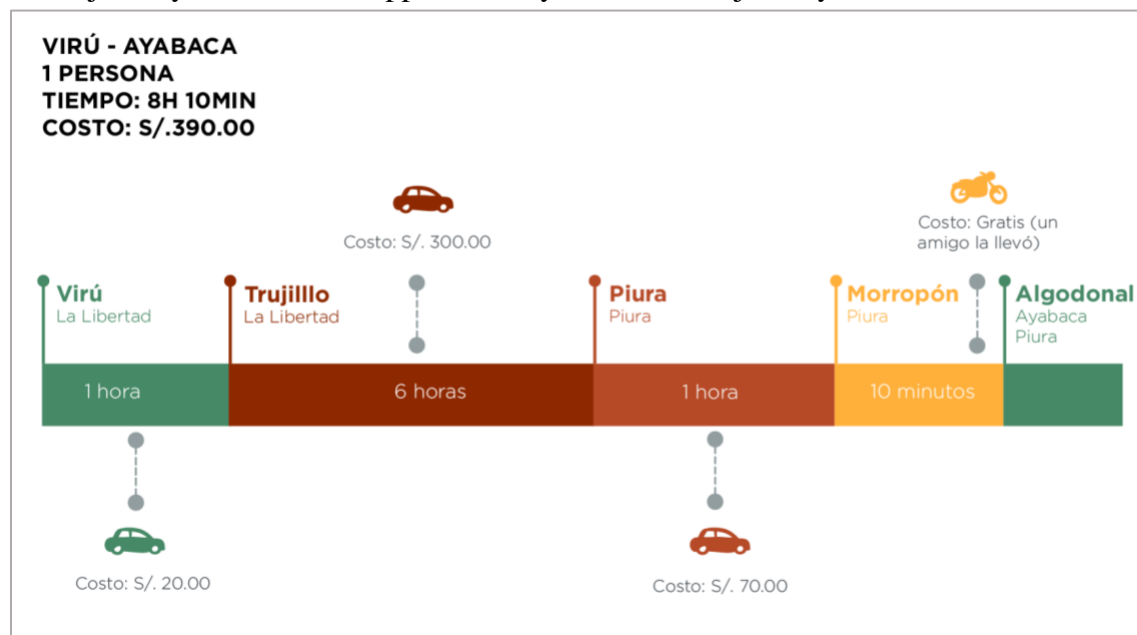 VIRÚ - AYABACA
1 PERSONA
TIEMPO: 8H 10MIN
COSTO: S/.390.00
Costo: S/. 300.00
Costo: Gratis (un
amigo la llevó)
Virú
La Libertad
Trujilllo
La Libertad
Piura
Piura
Morropón
Piura
Algodonal
Ayabaca
Piura
1 hora
6 horas
1 hora
10 minutos
Costo: S/. 20.00
Costo: S/. 70.00